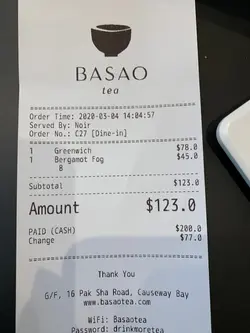 BASAO
tea
Order Time: 2020-03-04 14:04:57
Served By: Noir
Order No.: C27 [Dine-in]
1 Greenwich $78.0
1 Bergamot Fog $45.0
8
Subtotal $123.0
Amount $123.0
PAID (CASH) $200.0
Change $77.0
Thank You
G/F, 16 Pak Sha Road, Causeway Bay
www.basaotea.com
WiFi: Basaotea
Password: drinkmoretea